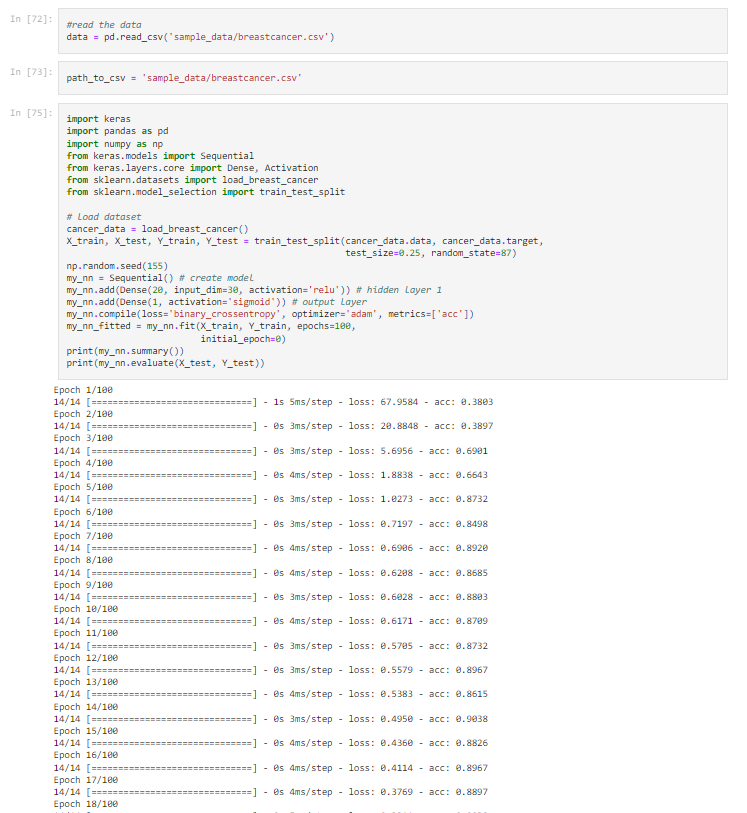 In [72]:
#read the data
data = pd.read_csv('sample_data/breastcancer.csv')
In [73]:
path_to_csv = 'sample_data/breastcancer.csv'
In [75]:
import keras
import pandas as pd
import numpy as np
from keras.models import Sequential
from keras.layers.core import Dense, Activation
from sklearn.datasets import load_breast_cancer
from sklearn.model_selection import train_test_split
# Load dataset
cancer_data = load_breast_cancer()
X_train, X_test, Y_train, Y_test = train_test_split(cancer_data.data, cancer_data.target,
test_size=0.25, random_state=87)
np.random.seed(155)
my_nn = Sequential() # create model
my_nn.add(Dense(20, input_dim=30, activation='relu')) # hidden layer 1
my_nn.add(Dense(1, activation='sigmoid')) # output layer
my_nn.compile(loss='binary_crossentropy', optimizer='adam', metrics=['acc'])
my_nn_fitted = my_nn.fit(X_train, Y_train, epochs=100,
initial_epoch=0)
print(my_nn.summary())
print(my_nn.evaluate(X_test, Y_test))
Epoch 1/100
14/14 [==============================] - 1s 5ms/step - loss: 67.9584 - acc: 0.3803
Epoch 2/100
14/14 [==============================] - 0s 3ms/step - loss: 20.8848 - acc: 0.3897
Epoch 3/100
14/14 [==============================] - 0s 3ms/step - loss: 5.6956 - acc: 0.6901
Epoch 4/100
14/14 [==============================] - 0s 4ms/step - loss: 1.8838 - acc: 0.6643
Epoch 5/100
14/14 [==============================] - 0s 3ms/step - loss: 1.0273 - acc: 0.8732
Epoch 6/100
14/14 [==============================] - 0s 3ms/step - loss: 0.7197 - acc: 0.8498
Epoch 7/100
14/14 [==============================] - 0s 4ms/step - loss: 0.6906 - acc: 0.8920
Epoch 8/100
14/14 [==============================] - 0s 4ms/step - loss: 0.6208 - acc: 0.8685
Epoch 9/100
14/14 [==============================] - 0s 3ms/step - loss: 0.6028 - acc: 0.8803
Epoch 10/100
14/14 [==============================] - 0s 4ms/step - loss: 0.6171 - acc: 0.8709
Epoch 11/100
14/14 [==============================] - 0s 3ms/step - loss: 0.5705 - acc: 0.8732
Epoch 12/100
14/14 [==============================] - 0s 3ms/step - loss: 0.5579 - acc: 0.8967
Epoch 13/100
14/14 [==============================] - 0s 4ms/step - loss: 0.5383 - acc: 0.8615
Epoch 14/100
14/14 [==============================] - 0s 3ms/step - loss: 0.4950 - acc: 0.9038
Epoch 15/100
14/14 [==============================] - 0s 4ms/step - loss: 0.4360 - acc: 0.8826
Epoch 16/100
14/14 [==============================] - 0s 4ms/step - loss: 0.4114 - acc: 0.8967
Epoch 17/100
14/14 [==============================] - 0s 4ms/step - loss: 0.3769 - acc: 0.8897
Epoch 18/100